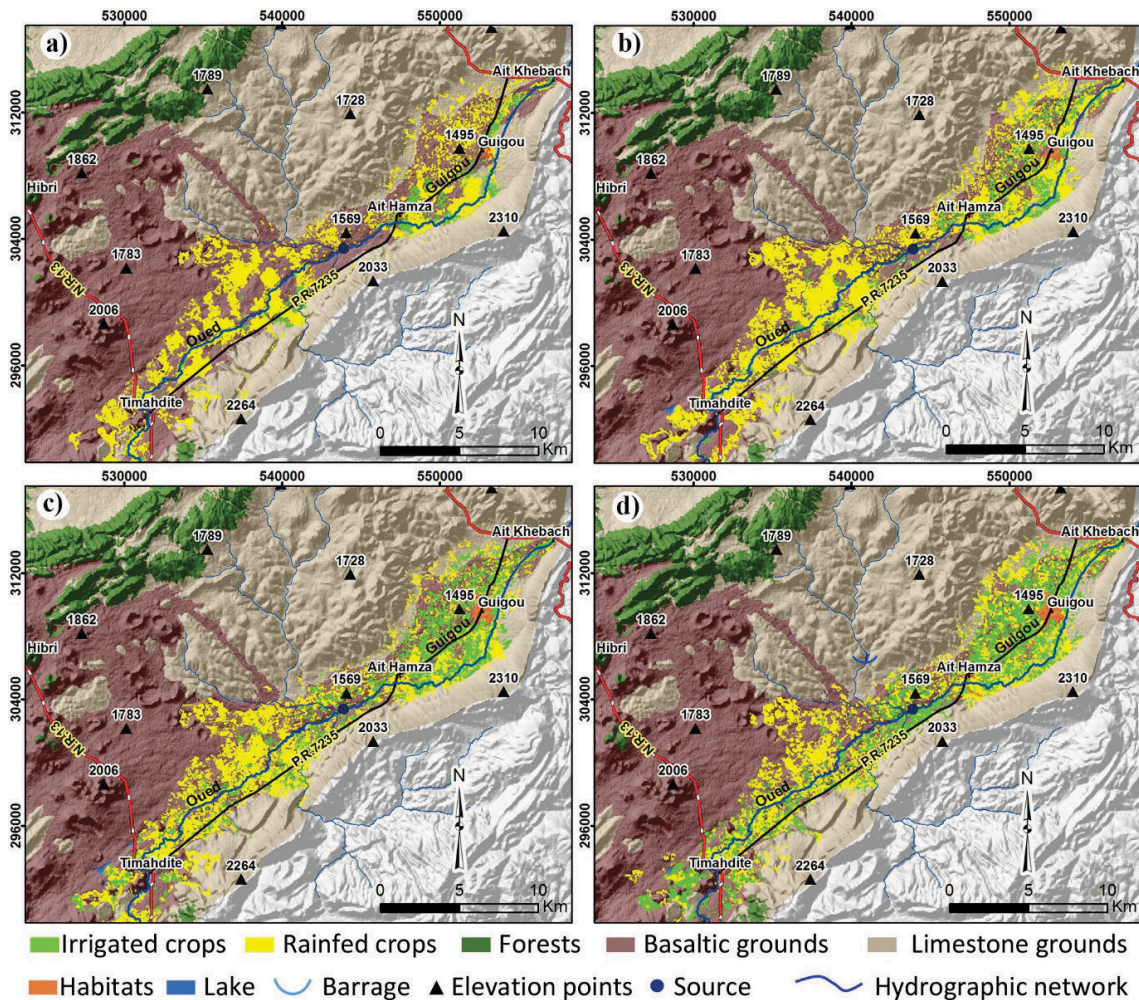 530000 540000 550000
530000 540000 550000
a)
Ait Khebach
1789
1728
312000
1495
Guigou
1862
Hibri
Guigou
Ait Hamza
1569
2310
304000
1783
2033
N.R.13
P.R.7235
2006
Oued
N
296000
Timahdite
2264
0 5 10
Km
b)
Ait Khebach
1789
1728
312000
1495
Guigou
1862
Hibri
Guigou
Ait Hamza
1569
2310
304000
1783
2033
N.R.13
P.R.7235
2006
Oued
N
296000
Timahdite
2264
0 5 10
Km
530000 540000 550000
530000 540000 550000
c)
Ait Khebach
1789
1728
312000
1495
Guigou
1862
Hibri
Guigou
Ait Hamza
1569
2310
304000
1783
2033
N.R.13
P.R.7235
2006
Oued
N
296000
Timahdite
2264
0 5 10
Km
d)
Ait Khebach
1789
1728
312000
1495
Guigou
1862
Hibri
Guigou
Ait Hamza
1569
2310
304000
1783
2033
N.R.13
P.R.7235
2006
Oued
N
296000
Timahdite
2264
0 5 10
Km
Irrigated crops Rainfed crops Forests Basaltic grounds Limestone grounds
Habitats Lake Barrage Elevation points Source Hydrographic network